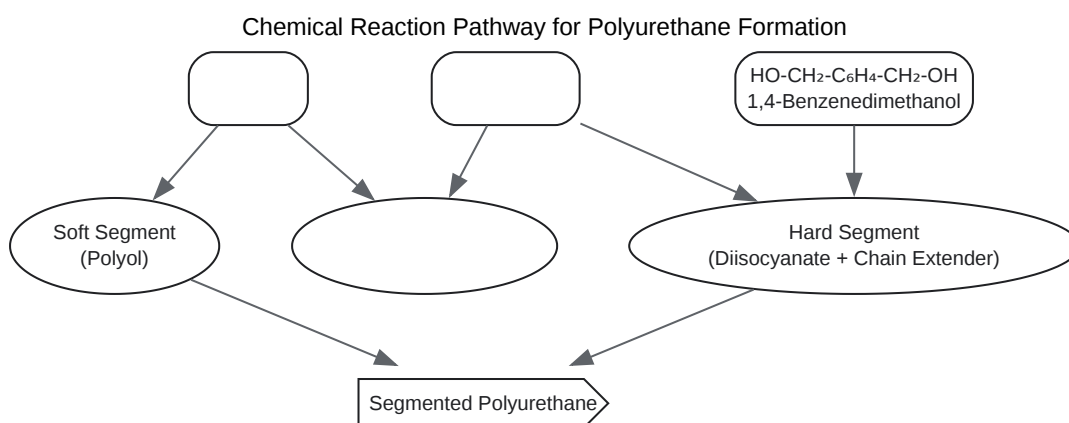 Chemical Reaction Pathway for Polyurethane Formation
HO-CH₂-C₆H₄-CH₂-OH
1,4-Benzenedimethanol
Soft Segment
(Polyol)
Hard Segment
(Diisocyanate + Chain Extender)
Segmented Polyurethane